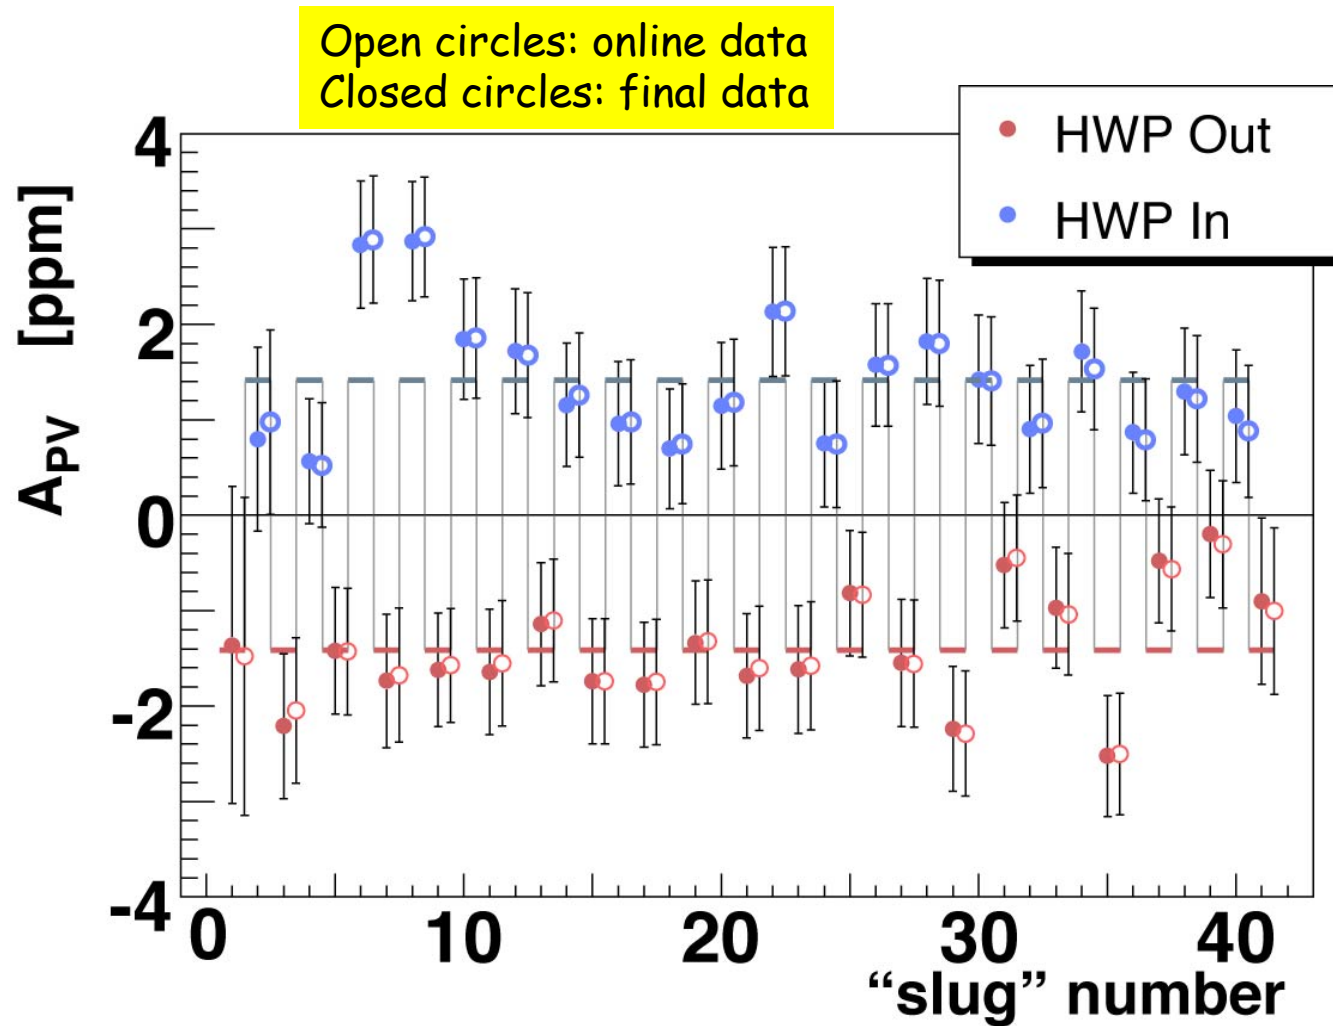 Open circles: online data
Closed circles: final data
HWP Out
HWP In
A_PV [ppm]
4
2
0
-2
-4
0 10 20 30 40
“slug” number